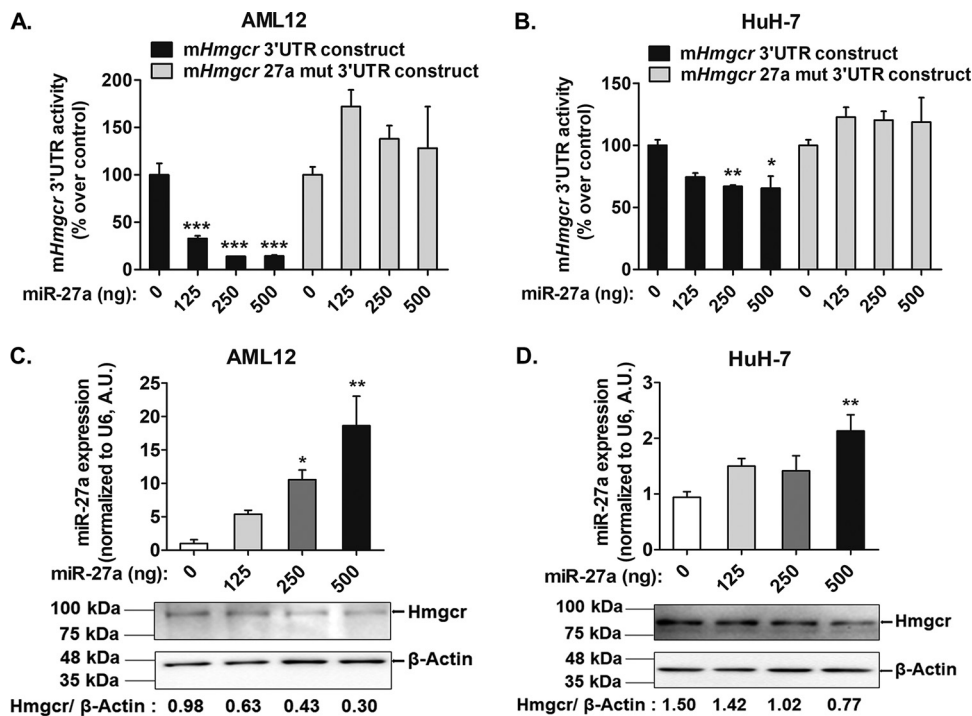 A.
AML12
mHmgcr 3'UTR construct
mHmgcr 27a mut 3'UTR construct
mHmgcr 3'UTR activity
(% over control)
200
150
100
50
0
***
***
***
miR-27a (ng):
0
125
250
500
0
125
250
500
B.
HuH-7
mHmgcr 3'UTR construct
mHmgcr 27a mut 3'UTR construct
mHmgcr 3'UTR activity
(% over control)
150
100
50
0
**
*
miR-27a (ng):
0
125
250
500
0
125
250
500
C.
AML12
miR-27a expression
(normalized to U6, A.U.)
25
20
15
10
5
0
*
**
miR-27a (ng):
0
125
250
500
100 kDa
75 kDa
Hmgcr
48 kDa
35 kDa
β-Actin
Hmgcr/ β-Actin : 0.98 0.63 0.43 0.30
D.
HuH-7
miR-27a expression
(normalized to U6, A.U.)
3
2
1
0
**
miR-27a (ng):
0
125
250
500
100 kDa
75 kDa
Hmgcr
48 kDa
35 kDa
β-Actin
Hmgcr/ β-Actin : 1.50 1.42 1.02 0.77